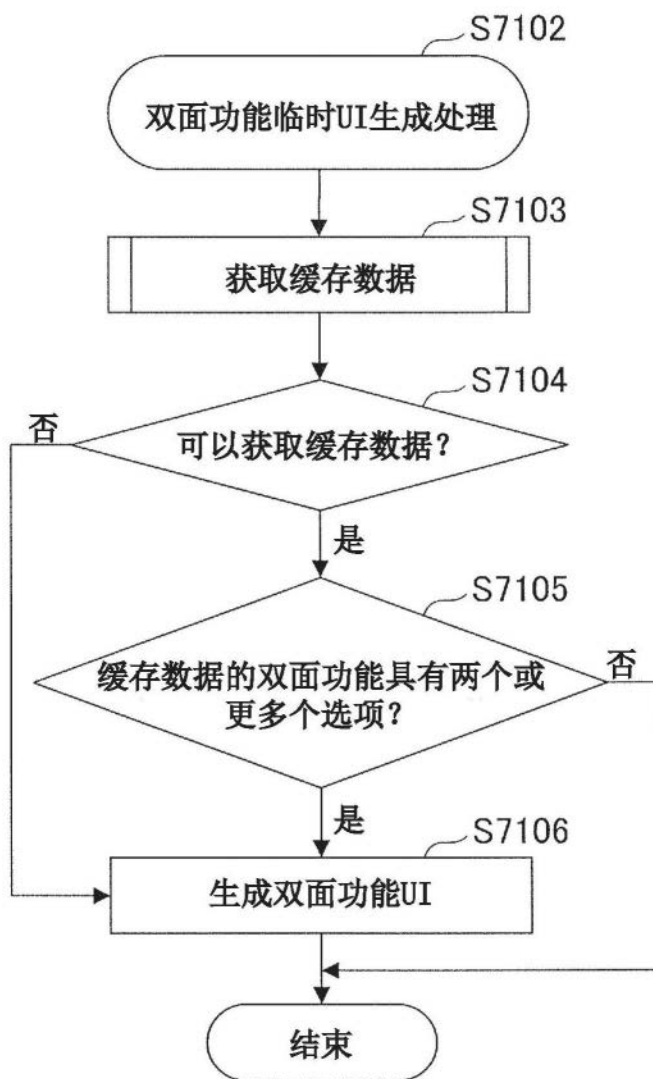 S7102
双面功能临时UI生成处理
S7103
获取缓存数据
S7104
否
可以获取缓存数据?
是
S7105
否
缓存数据的双面功能具有两个或
更多个选项?
是
S7106
生成双面功能UI
结束